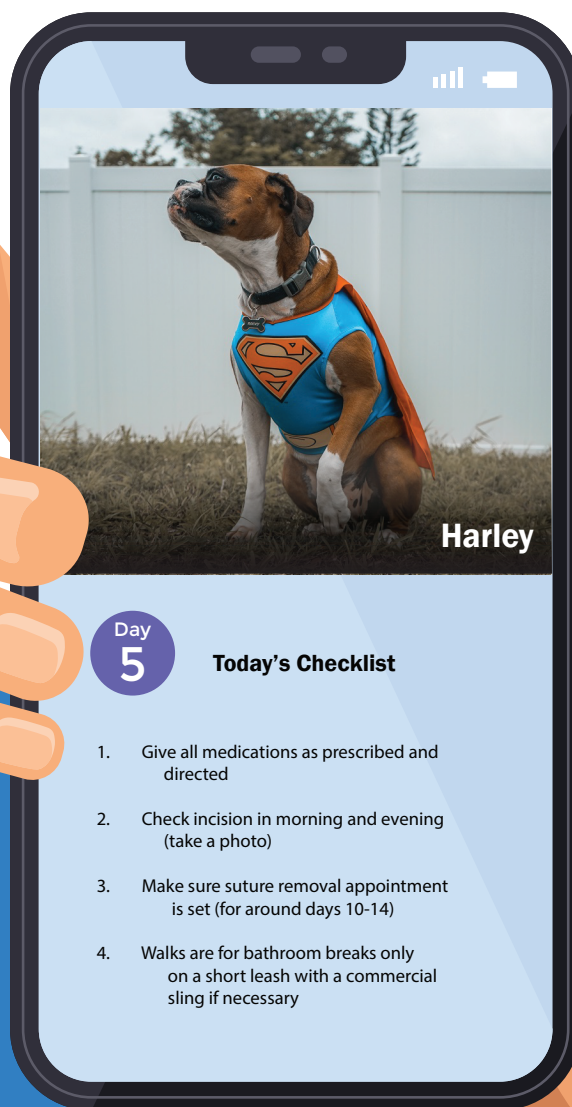 Harley
Day
5
Today's Checklist
1. Give all medications as prescribed and
directed
2. Check incision in morning and evening
(take a photo)
3. Make sure suture removal appointment
is set (for around days 10-14)
4. Walks are for bathroom breaks only
on a short leash with a commercial
sling if necessary